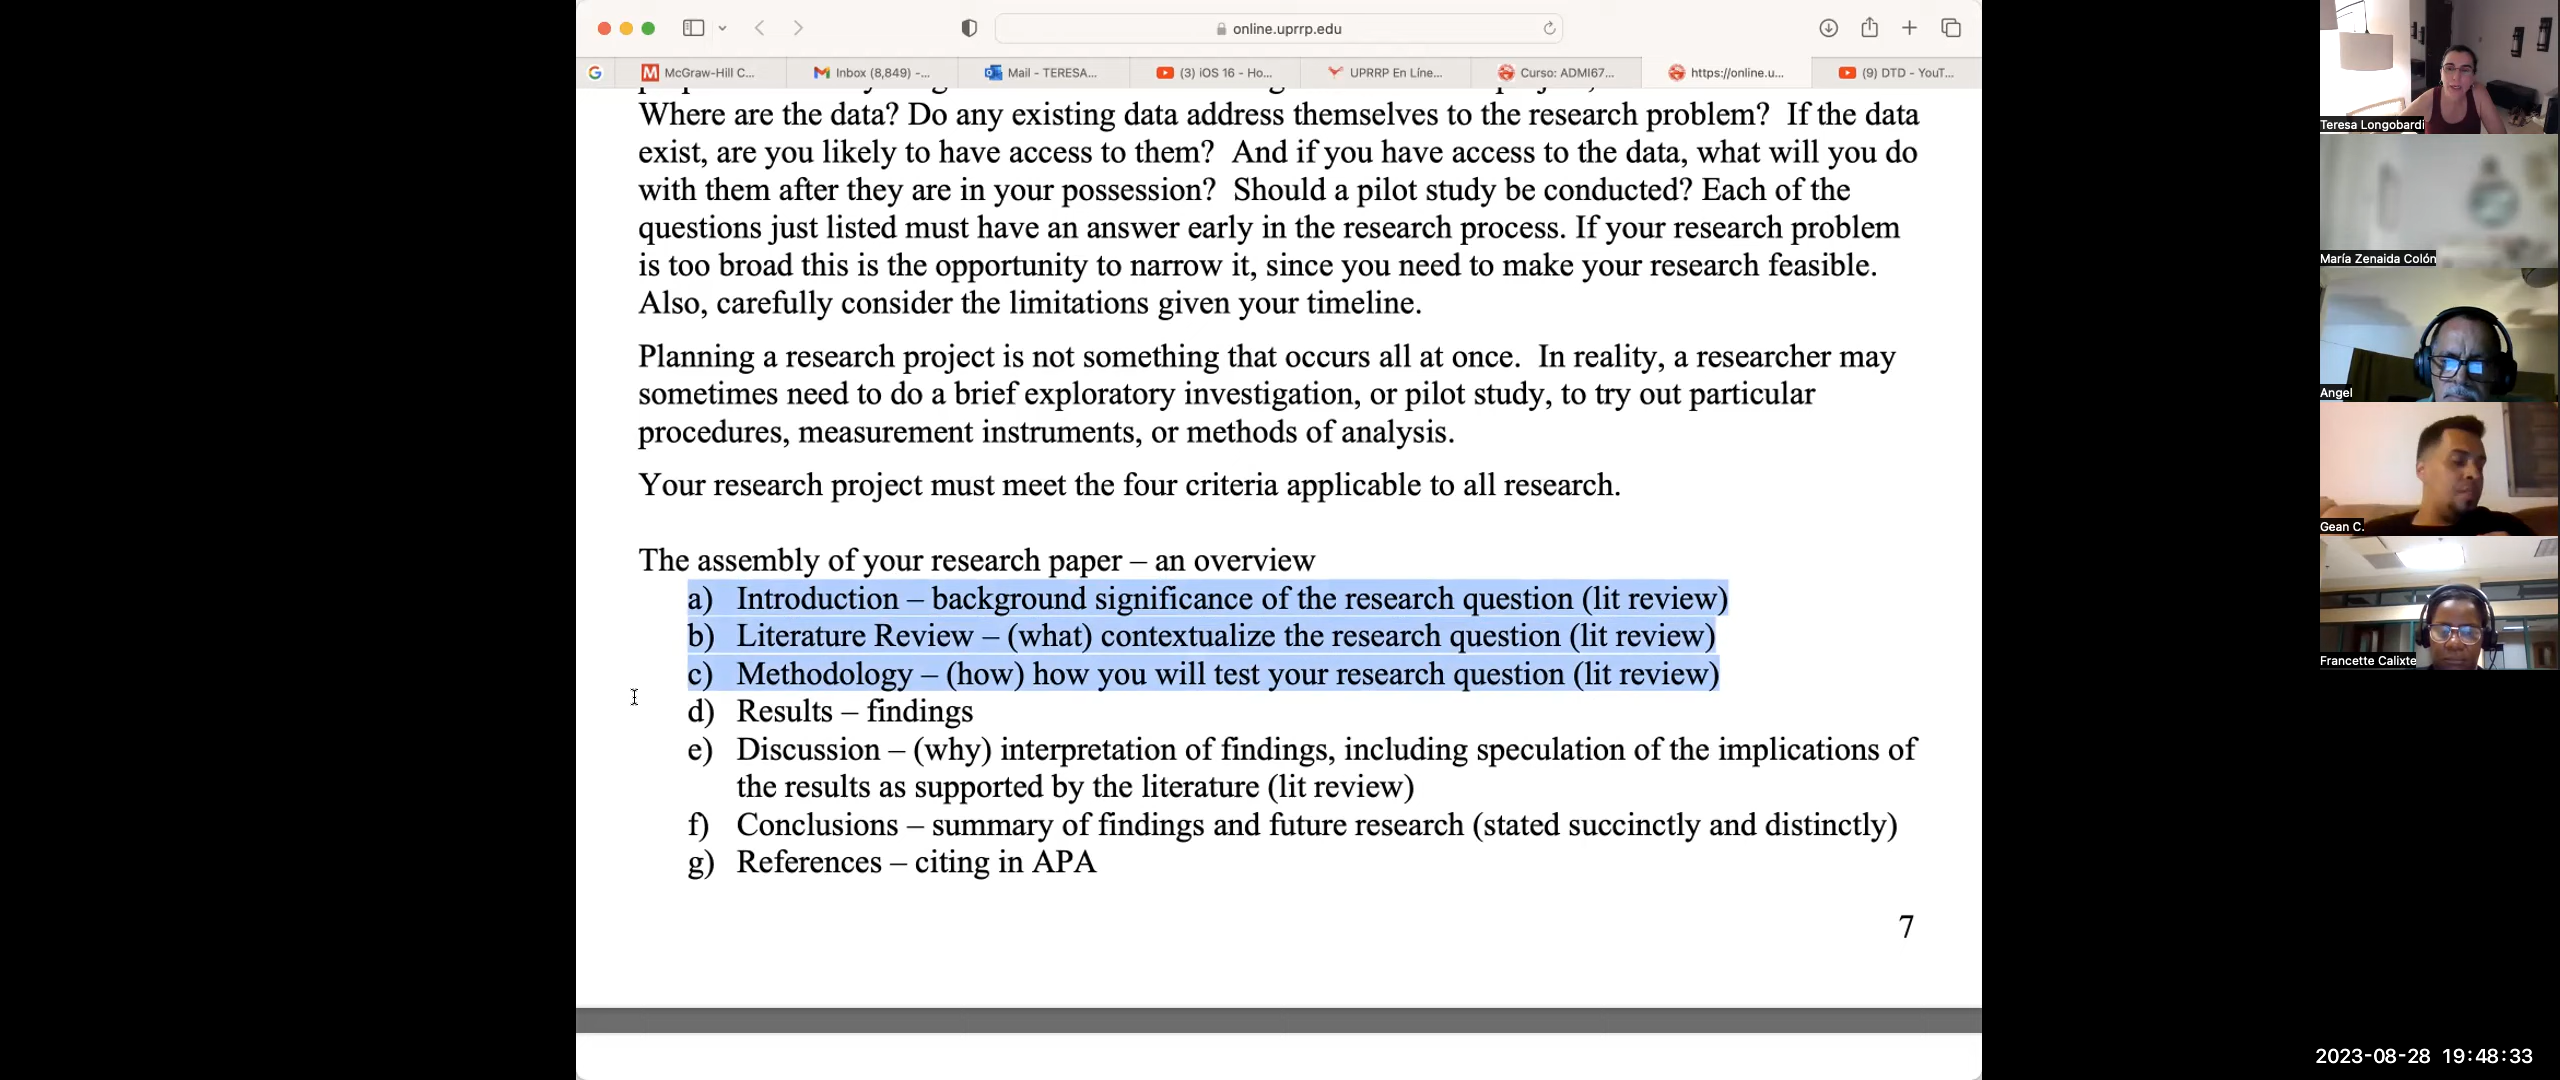 online.uprrp.edu
McGraw-Hill C...
Inbox (8,849) -...
Mail - TERESA...
(3) iOS 16 - Ho...
UPRRP En Líne...
Curso: ADMI67...
https://online.u...
(9) DTD - YouT...
Where are the data? Do any existing data address themselves to the research problem?  If the data
exist, are you likely to have access to them?  And if you have access to the data, what will you do
with them after they are in your possession?  Should a pilot study be conducted? Each of the
questions just listed must have an answer early in the research process. If your research problem
is too broad this is the opportunity to narrow it, since you need to make your research feasible.
Also, carefully consider the limitations given your timeline.
Planning a research project is not something that occurs all at once.  In reality, a researcher may
sometimes need to do a brief exploratory investigation, or pilot study, to try out particular
procedures, measurement instruments, or methods of analysis.
Your research project must meet the four criteria applicable to all research.
The assembly of your research paper – an overview
a) Introduction – background significance of the research question (lit review)
b) Literature Review – (what) contextualize the research question (lit review)
c) Methodology – (how) how you will test your research question (lit review)
d) Results – findings
e) Discussion – (why) interpretation of findings, including speculation of the implications of
the results as supported by the literature (lit review)
f) Conclusions – summary of findings and future research (stated succinctly and distinctly)
g) References – citing in APA
7
Teresa Longobardi
María Zenaida Colón
Angel
Gean C.
Francette Calixte
2023-08-28 19:48:33